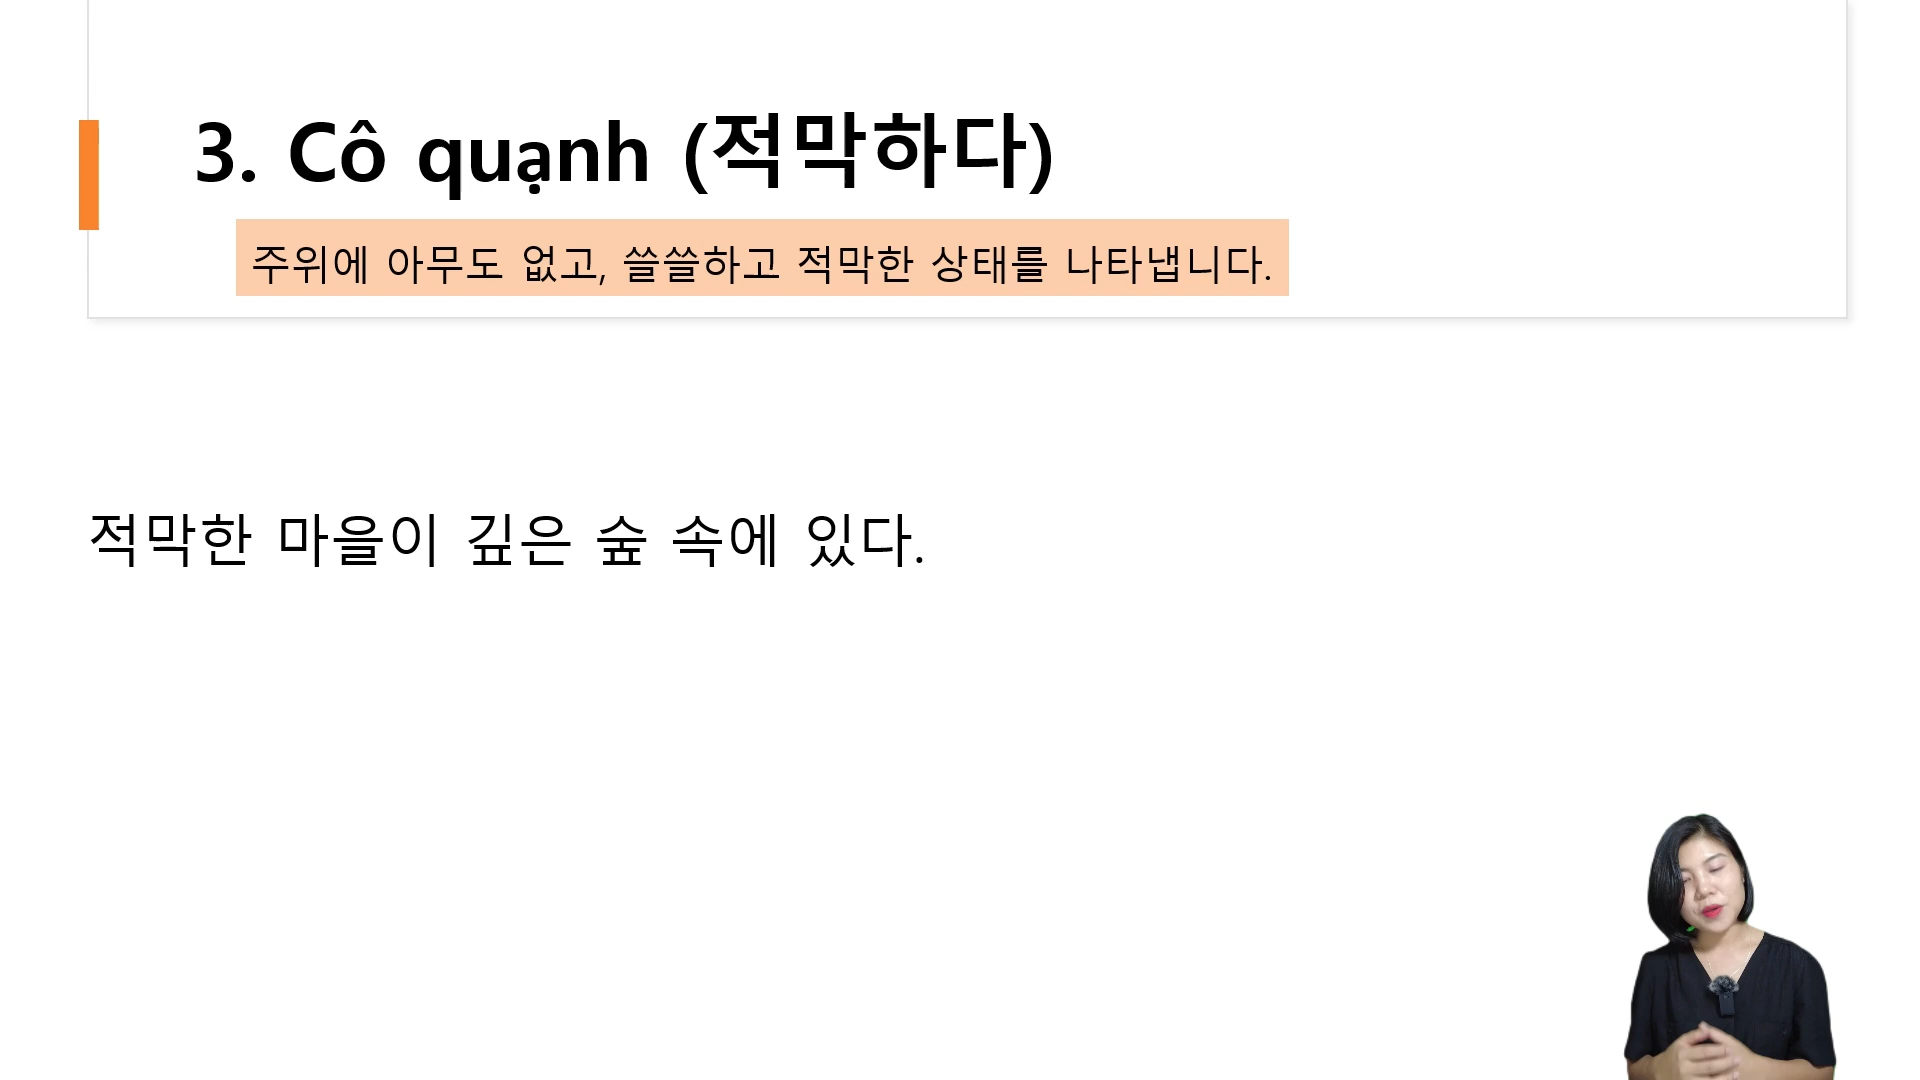 3. Cô quạnh (적막하다)
주위에 아무도 없고, 쓸쓸하고 적막한 상태를 나타냅니다.
적막한 마을이 깊은 숲 속에 있다.